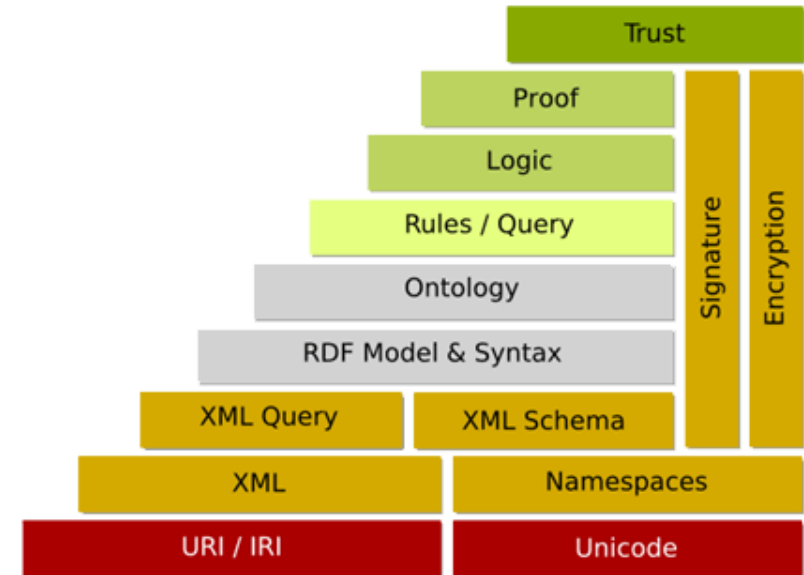 Trust
Proof
Logic
Rules / Query
Ontology
RDF Model & Syntax
Signature
Encryption
XML Query
XML Schema
XML
Namespaces
URI / IRI
Unicode